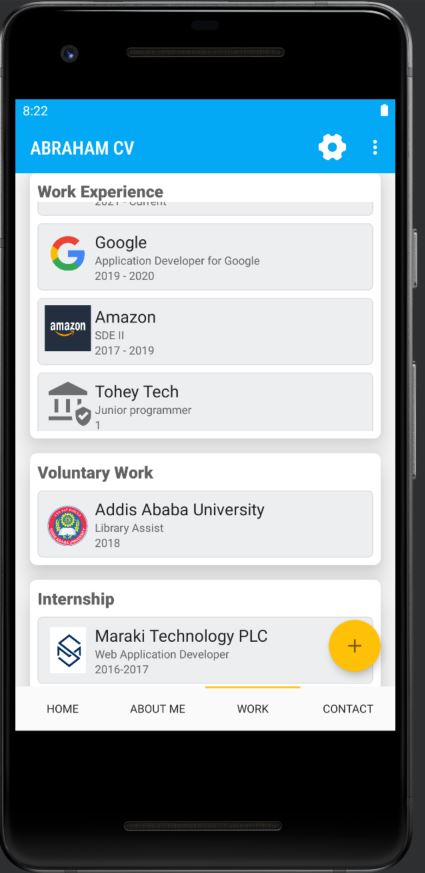 8:22
ABRAHAM CV
Work Experience
2021 - Current
Google
Application Developer for Google
2019 - 2020
amazon
Amazon
SDE II
2017 - 2019
Tohey Tech
Junior programmer
1
Voluntary Work
Addis Ababa University
Library Assist
2018
Internship
Maraki Technology PLC
Web Application Developer
2016-2017
+
HOME ABOUT ME WORK CONTACT